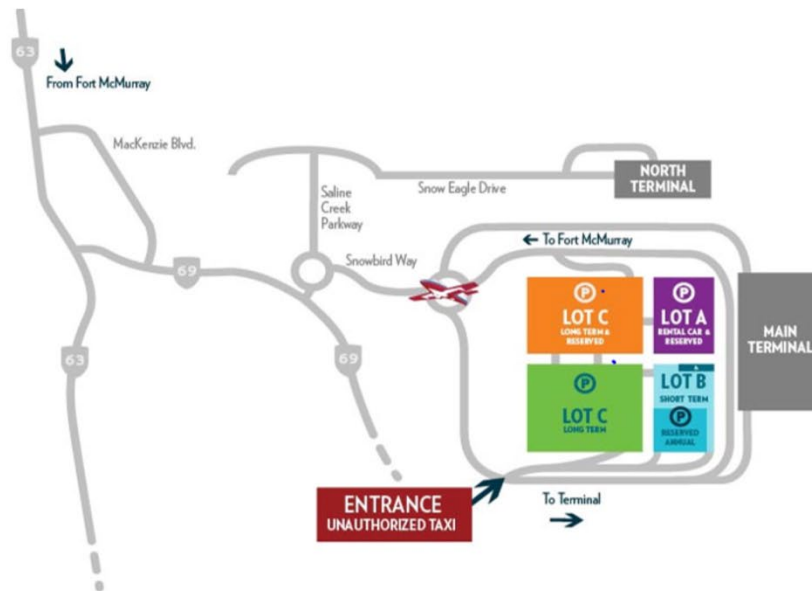 63
From Fort McMurray
MacKenzie Blvd.
NORTH
TERMINAL
Snow Eagle Drive
Saline
Creek
Parkway
To Fort McMurray
Snowbird Way
69
P
LOT C
LONG TERM &
RESERVED
P
LOT A
RENTAL CAR &
RESERVED
MAIN
TERMINAL
63
69
P
LOT C
LONG TERM
LOT B
SHORT TERM
P
RESERVED
ANNUAL
ENTRANCE
UNAUTHORIZED TAXI
To Terminal